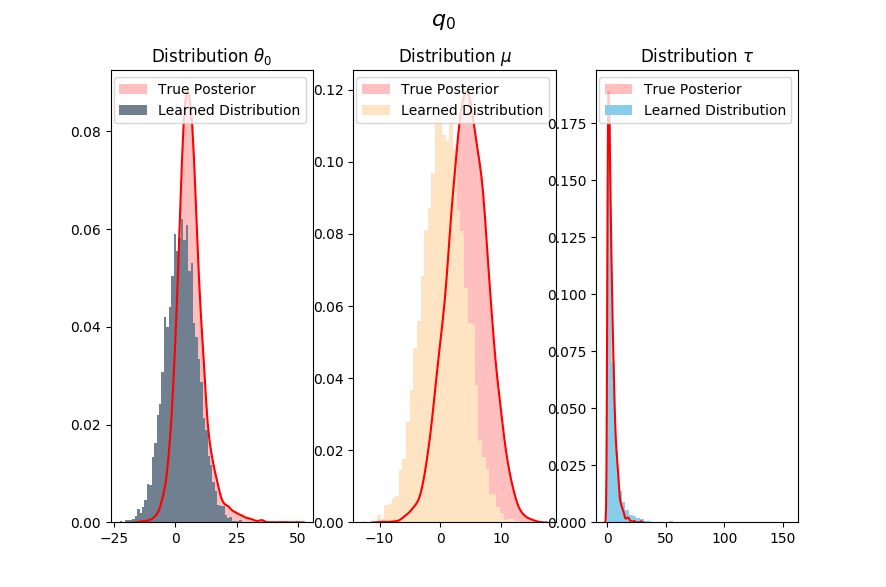 q₀
Distribution θ₀
True Posterior
Learned Distribution
0.08
0.06
0.04
0.02
0.00
−25 0 25 50
Distribution μ
True Posterior
Learned Distribution
0.12
0.10
0.08
0.06
0.04
0.02
0.00
−10 0 10
Distribution τ
True Posterior
Learned Distribution
0.175
0.150
0.125
0.100
0.075
0.050
0.025
0.000
0 50 100 150